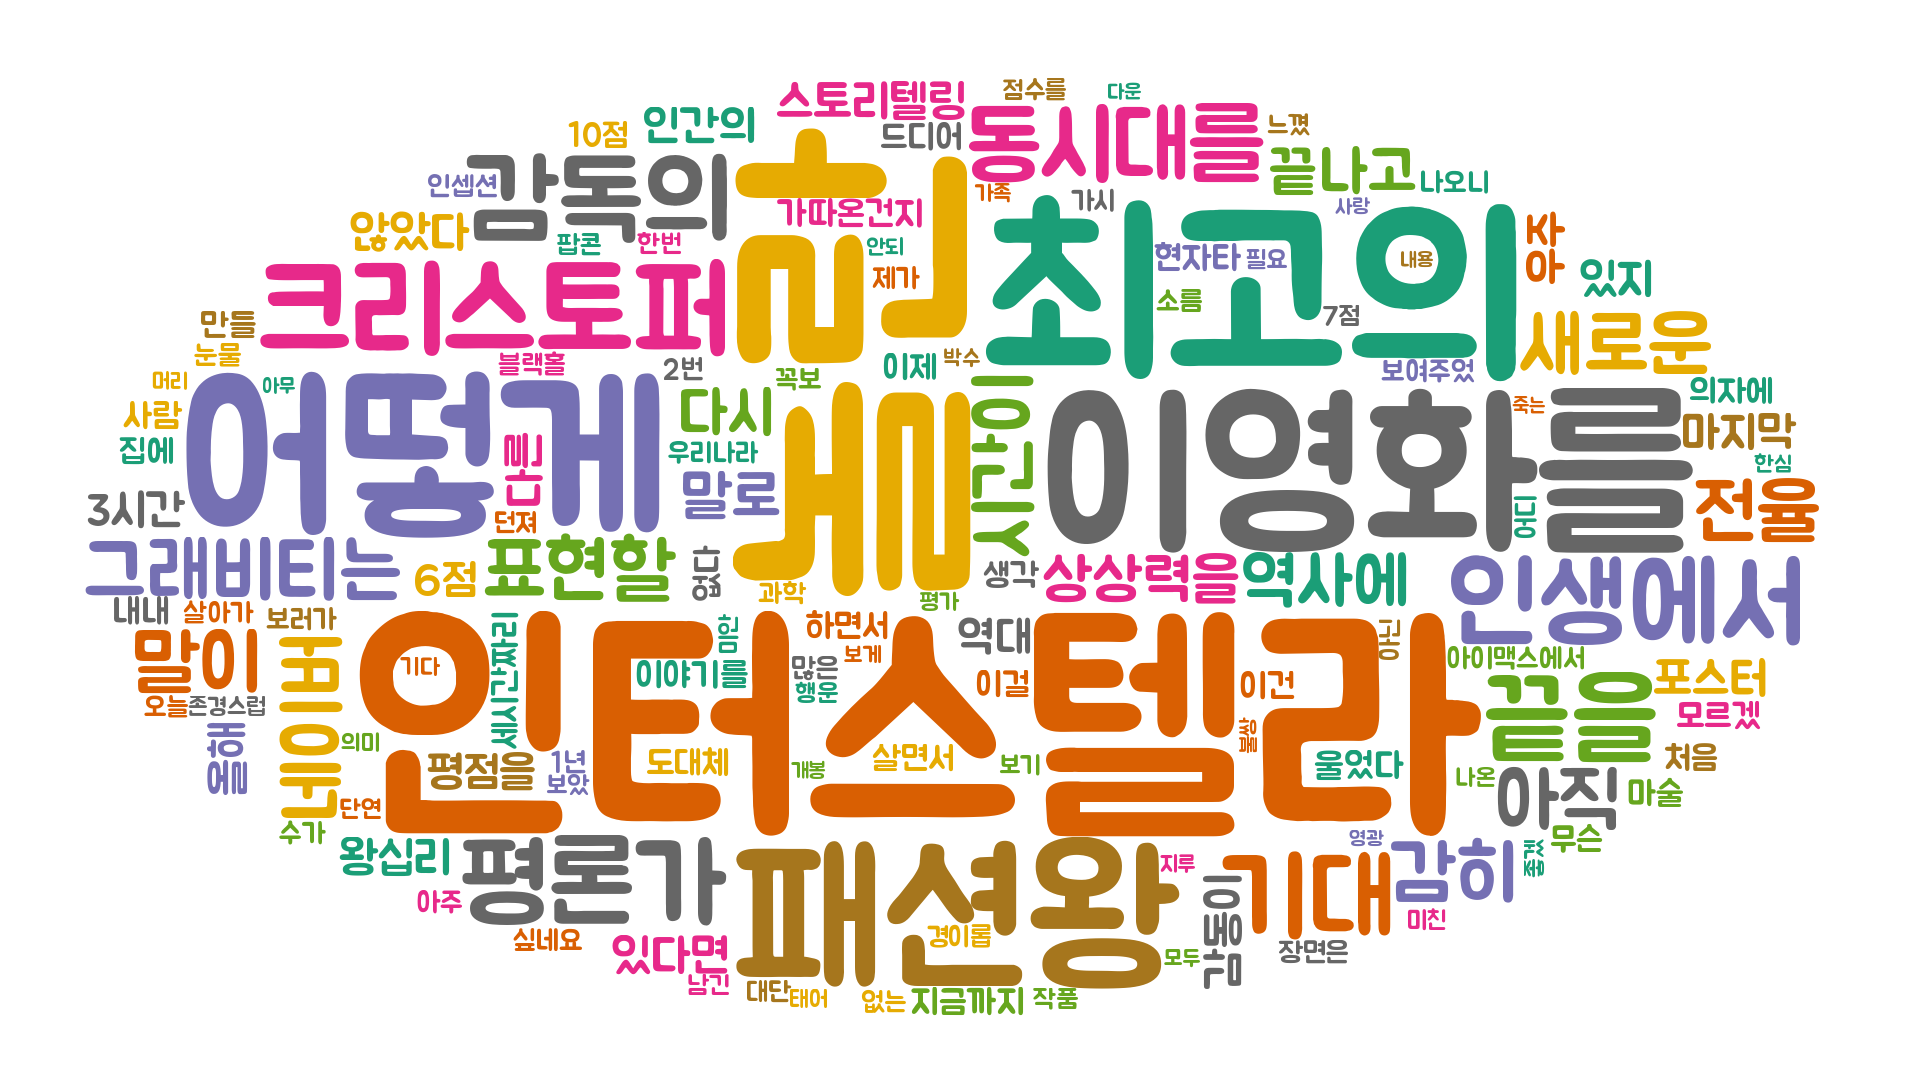 스토리텔링
점수를
다운
10점
인간의
드디어
동시대를
느꼈
감독의
인셉션
끝나고
나오니
가족
가시
사랑
않았다
팝콘
한번
가따온건지
안되
최고의
현자타
필요
내용
있지
크리스토퍼
제가
소름
7점
만들
눈물
새로운
블랙홀
2번
이제
박수
보여주었
머리
아무
꼭보
어떻게
다시
이영화를
죽는
의자에
사람
집에
우리나라
마지막
한심
3시간
던져
말로
전율
그래비티는
6점
표현할
없다
과학
평가
생각
상상력을
역사에
인생에서
내내
살아가
보러가
말이
세시간짜리
인터스텔라
기다
하면서
보게
역대
이야기를
많은
행운
이걸
이건
아이맥스에서
포스터
오늘
존경스럽
끝을
모르겠
올해
의미
평점을
1년
보았
도대체
개봉
살면서
보기
울었다
나온
처음
단연
아직
마술
수가
왕십리
평론가
패션왕
지루
영광
기대
감히
무슨
아주
경이롭
감동이
미친
싶네요
있다면
모두
장면은
남긴
대단
태어
없는
지금까지
작품